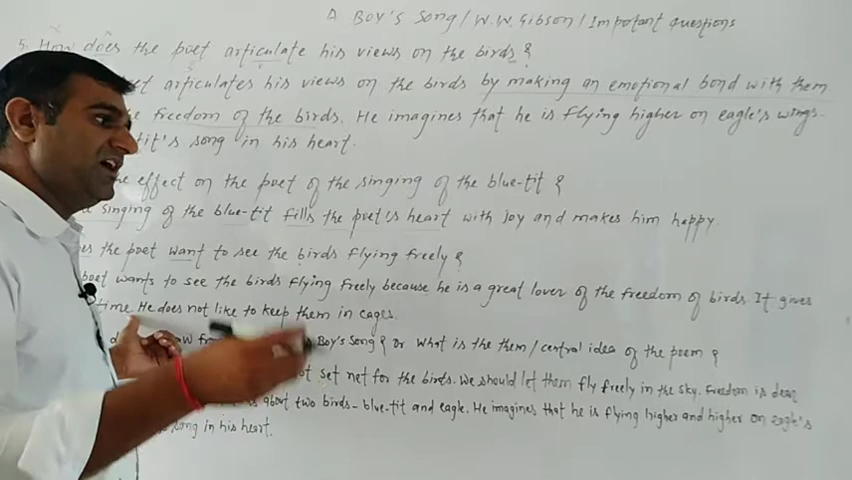 A Boy's Song/W.W. Gibson/Impotant Questions
5. How does the poet articulate his views on the birds?
et articulates his views on the birds by making an emotional bond with them
the freedom of the birds. He imagines that he is flying higher on eagle's wings.
tit's song in his heart.
the effect on the poet of the singing of the blue-tit?
singing of the blue-tit fills the poet's heart with joy and makes him happy.
es the poet want to see the birds flying freely?
poet wants to see the birds flying freely because he is a great lover of the freedom of birds. It gives
time. He does not like to keep them in cages.
Boy's Song? or what is the them/central idea of the poem?
ot set net for the birds. We should let them fly freely in the sky. Freedom is dear
about two birds- blue-tit and eagle. He imagines that he is flying higher and higher on eagle's
song in his heart.